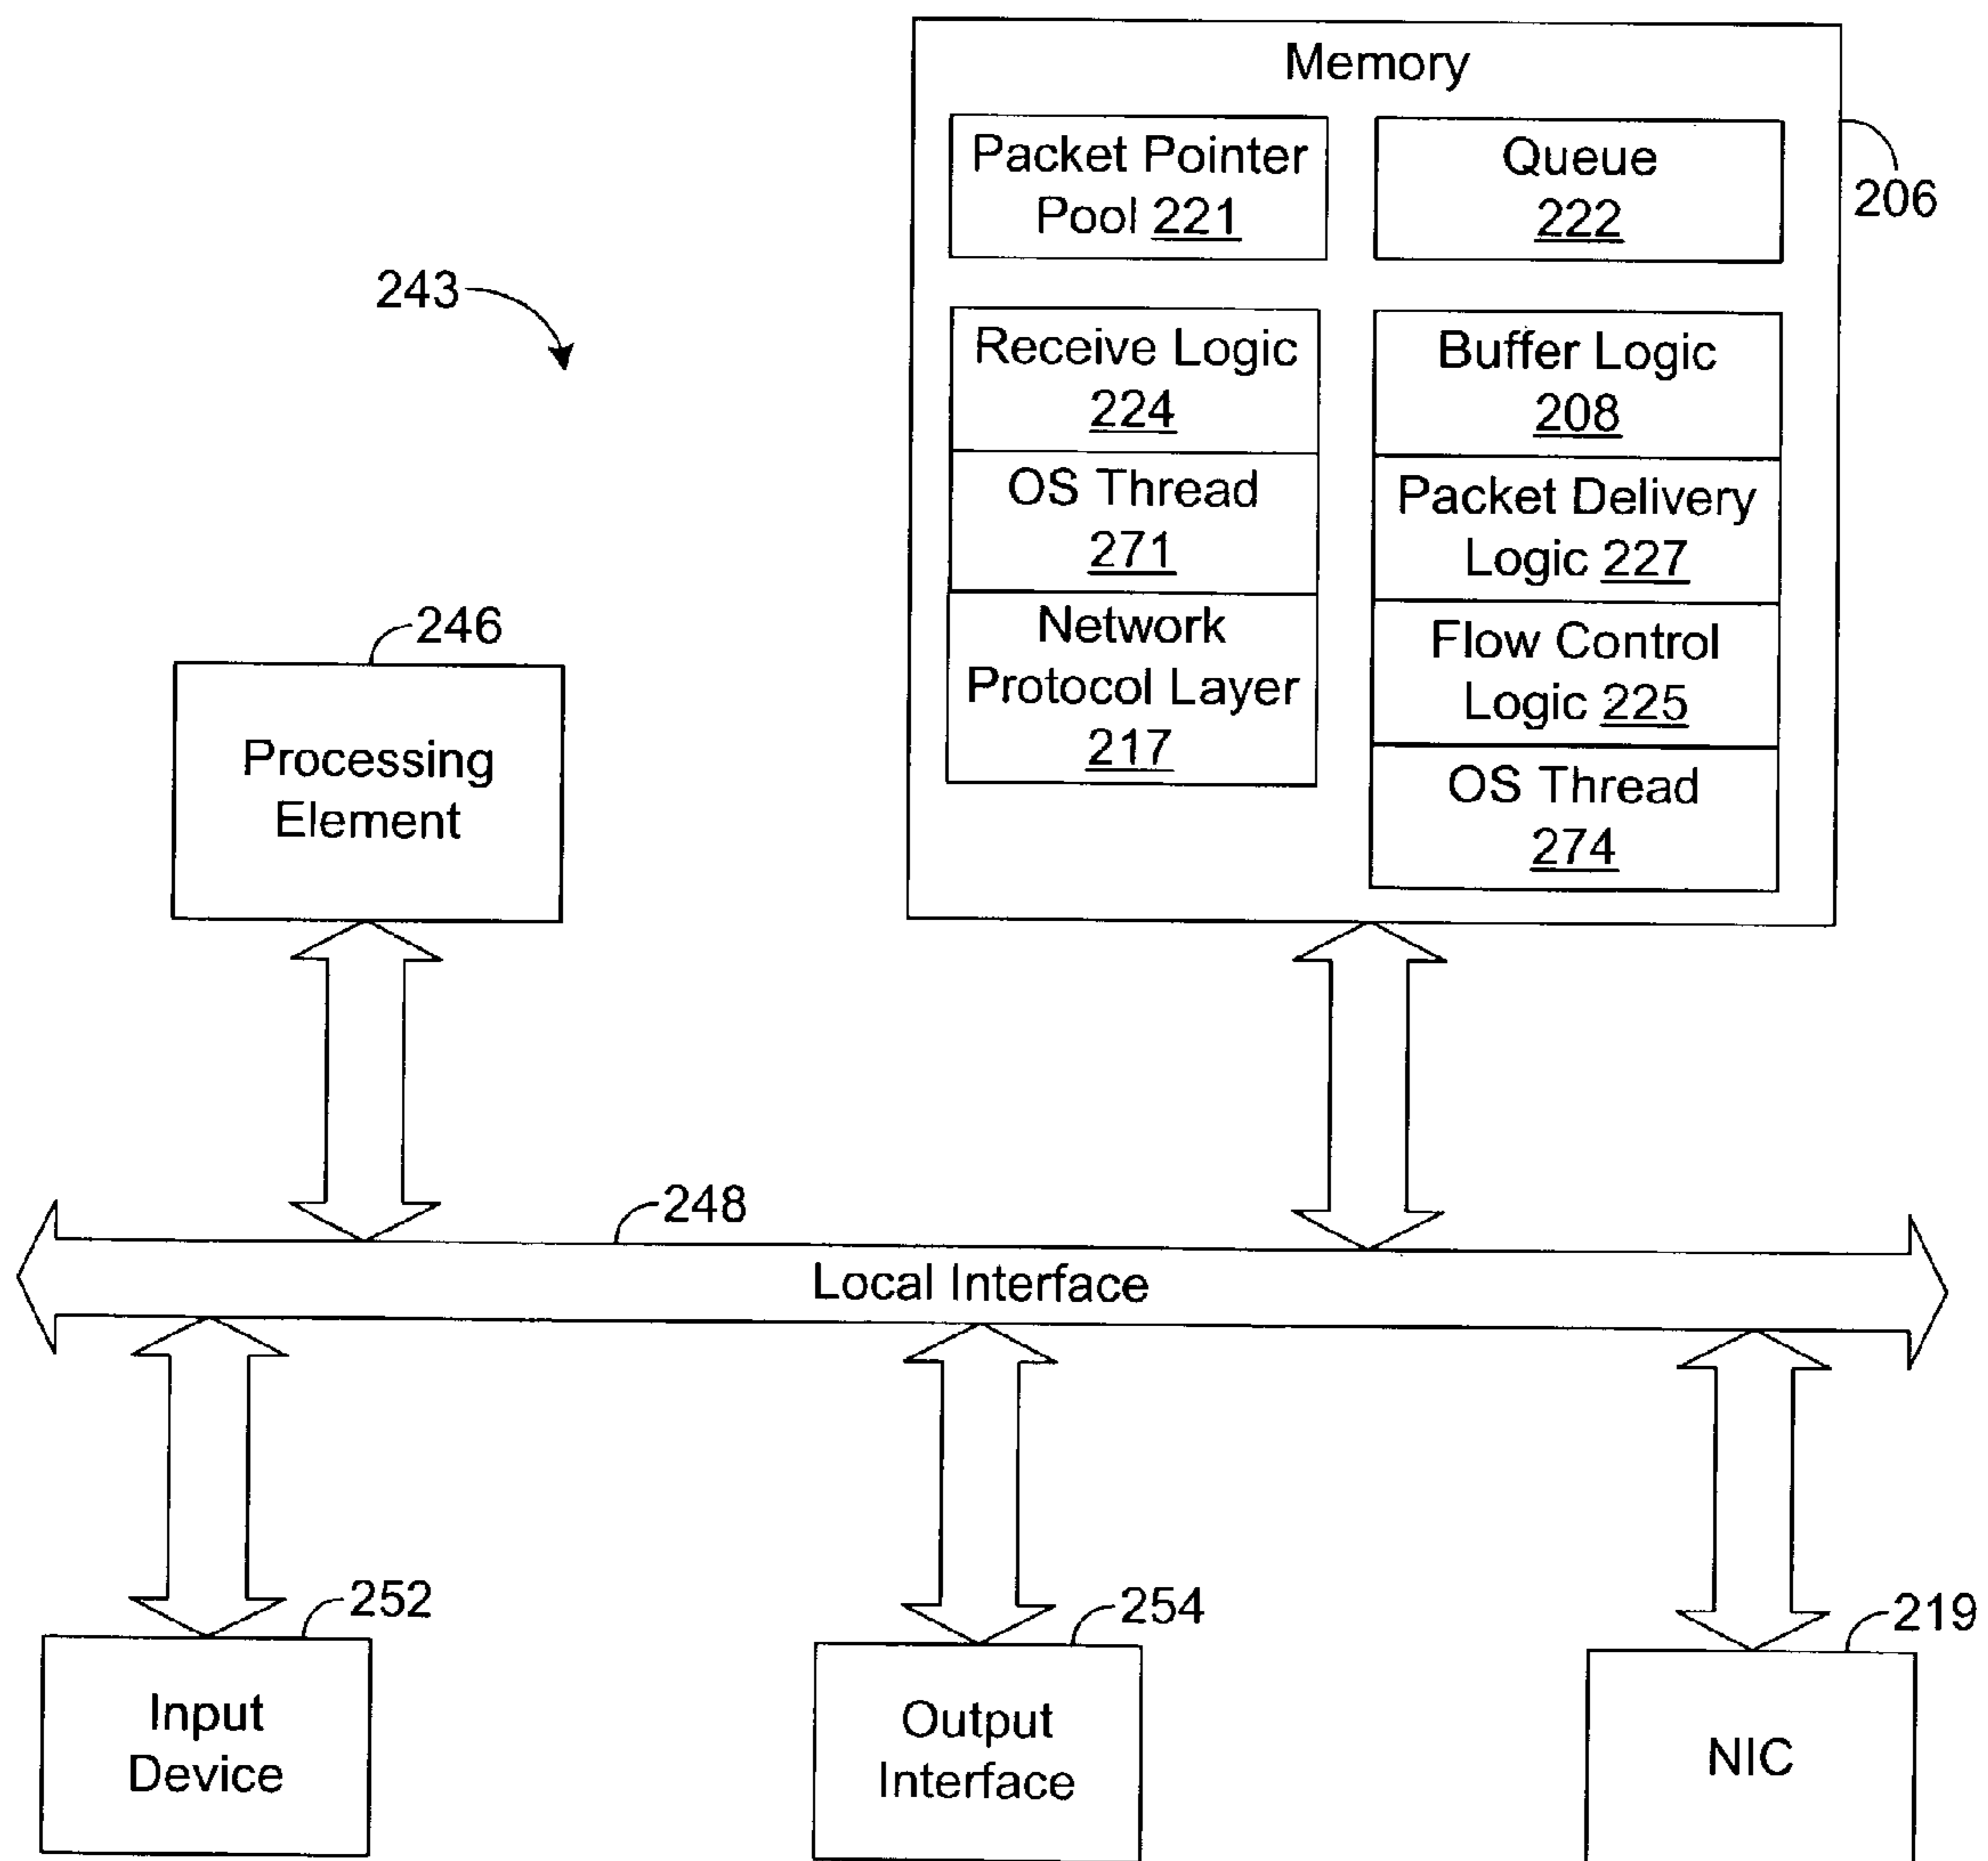 Memory
Packet Pointer
Pool 221
Queue
222
206
243
Receive Logic
224
OS Thread
271
Network
Protocol Layer
217
Buffer Logic
208
Packet Delivery
Logic 227
Flow Control
Logic 225
OS Thread
274
246
Processing
Element
248
Local Interface
252
Input
Device
254
Output
Interface
219
NIC